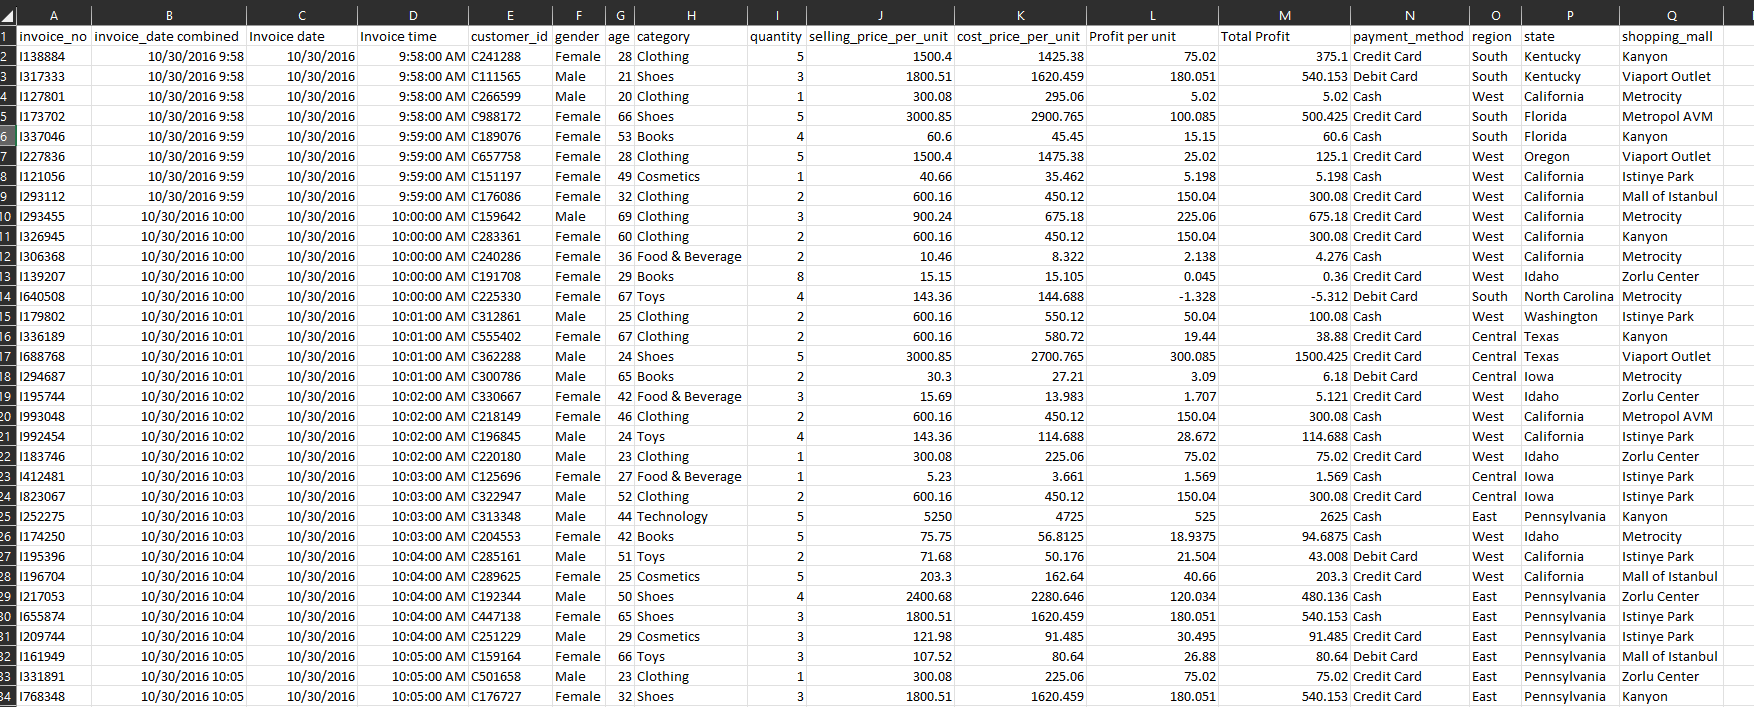 A B C D E F G H I J K L M N O P Q
1 invoice_no invoice_date combined Invoice date Invoice time customer_id gender age category quantity selling_price_per_unit cost_price_per_unit Profit per unit Total Profit payment_method region state shopping_mall
2 I138884 10/30/2016 9:58 10/30/2016 9:58:00 AM C241288 Female 28 Clothing 5 1500.4 1425.38 75.02 375.1 Credit Card South Kentucky Kanyon
3 I317333 10/30/2016 9:58 10/30/2016 9:58:00 AM C111565 Male 21 Shoes 3 1800.51 1620.459 180.051 540.153 Debit Card South Kentucky Viaport Outlet
4 I127801 10/30/2016 9:58 10/30/2016 9:58:00 AM C266599 Male 20 Clothing 1 300.08 295.06 5.02 5.02 Cash West California Metrocity
5 I173702 10/30/2016 9:58 10/30/2016 9:58:00 AM C988172 Female 66 Shoes 5 3000.85 2900.765 100.085 500.425 Credit Card South Florida Metropol AVM
6 I337046 10/30/2016 9:59 10/30/2016 9:59:00 AM C189076 Female 53 Books 4 60.6 45.45 15.15 60.6 Cash South Florida Kanyon
7 I227836 10/30/2016 9:59 10/30/2016 9:59:00 AM C657758 Female 28 Clothing 5 1500.4 1475.38 25.02 125.1 Credit Card West Oregon Viaport Outlet
8 I121056 10/30/2016 9:59 10/30/2016 9:59:00 AM C151197 Female 49 Cosmetics 1 40.66 35.462 5.198 5.198 Cash West California Istinye Park
9 I293112 10/30/2016 9:59 10/30/2016 9:59:00 AM C176086 Female 32 Clothing 2 600.16 450.12 150.04 300.08 Credit Card West California Mall of Istanbul
10 I293455 10/30/2016 10:00 10/30/2016 10:00:00 AM C159642 Male 69 Clothing 3 900.24 675.18 225.06 675.18 Credit Card West California Metrocity
11 I326945 10/30/2016 10:00 10/30/2016 10:00:00 AM C283361 Female 60 Clothing 2 600.16 450.12 150.04 300.08 Credit Card West California Kanyon
12 I306368 10/30/2016 10:00 10/30/2016 10:00:00 AM C240286 Female 36 Food & Beverage 2 10.46 8.322 2.138 4.276 Cash West California Metrocity
13 I139207 10/30/2016 10:00 10/30/2016 10:00:00 AM C191708 Female 29 Books 8 15.15 15.105 0.045 0.36 Credit Card West Idaho Zorlu Center
14 I640508 10/30/2016 10:00 10/30/2016 10:00:00 AM C225330 Female 67 Toys 4 143.36 144.688 -1.328 -5.312 Debit Card South North Carolina Metrocity
15 I179802 10/30/2016 10:01 10/30/2016 10:01:00 AM C312861 Male 25 Clothing 2 600.16 550.12 50.04 100.08 Cash West Washington Istinye Park
16 I336189 10/30/2016 10:01 10/30/2016 10:01:00 AM C555402 Female 67 Clothing 2 600.16 580.72 19.44 38.88 Credit Card Central Texas Kanyon
17 I688768 10/30/2016 10:01 10/30/2016 10:01:00 AM C362288 Male 24 Shoes 5 3000.85 2700.765 300.085 1500.425 Credit Card Central Texas Viaport Outlet
18 I294687 10/30/2016 10:01 10/30/2016 10:01:00 AM C300786 Male 65 Books 2 30.3 27.21 3.09 6.18 Debit Card Central Iowa Metrocity
19 I195744 10/30/2016 10:02 10/30/2016 10:02:00 AM C330667 Female 42 Food & Beverage 3 15.69 13.983 1.707 5.121 Credit Card West Idaho Zorlu Center
20 I993048 10/30/2016 10:02 10/30/2016 10:02:00 AM C218149 Female 46 Clothing 2 600.16 450.12 150.04 300.08 Cash West California Metropol AVM
21 I992454 10/30/2016 10:02 10/30/2016 10:02:00 AM C196845 Male 24 Toys 4 143.36 114.688 28.672 114.688 Cash West California Istinye Park
22 I183746 10/30/2016 10:02 10/30/2016 10:02:00 AM C220180 Male 23 Clothing 1 300.08 225.06 75.02 75.02 Credit Card West Idaho Zorlu Center
23 I412481 10/30/2016 10:03 10/30/2016 10:03:00 AM C125696 Female 27 Food & Beverage 1 5.23 3.661 1.569 1.569 Cash Central Iowa Istinye Park
24 I823067 10/30/2016 10:03 10/30/2016 10:03:00 AM C322947 Male 52 Clothing 2 600.16 450.12 150.04 300.08 Credit Card Central Iowa Istinye Park
25 I252275 10/30/2016 10:03 10/30/2016 10:03:00 AM C313348 Male 44 Technology 5 5250 4725 525 2625 Cash East Pennsylvania Kanyon
26 I174250 10/30/2016 10:03 10/30/2016 10:03:00 AM C204553 Female 42 Books 5 75.75 56.8125 18.9375 94.6875 Cash West Idaho Metrocity
27 I195396 10/30/2016 10:04 10/30/2016 10:04:00 AM C285161 Male 51 Toys 2 71.68 50.176 21.504 43.008 Debit Card West California Istinye Park
28 I196704 10/30/2016 10:04 10/30/2016 10:04:00 AM C289625 Female 25 Cosmetics 5 203.3 162.64 40.66 203.3 Credit Card West California Mall of Istanbul
29 I217053 10/30/2016 10:04 10/30/2016 10:04:00 AM C192344 Male 50 Shoes 4 2400.68 2280.646 120.034 480.136 Cash East Pennsylvania Zorlu Center
30 I655874 10/30/2016 10:04 10/30/2016 10:04:00 AM C447138 Female 65 Shoes 3 1800.51 1620.459 180.051 540.153 Cash East Pennsylvania Istinye Park
31 I209744 10/30/2016 10:04 10/30/2016 10:04:00 AM C251229 Male 29 Cosmetics 3 121.98 91.485 30.495 91.485 Credit Card East Pennsylvania Istinye Park
32 I161949 10/30/2016 10:05 10/30/2016 10:05:00 AM C159164 Female 66 Toys 3 107.52 80.64 26.88 80.64 Debit Card East Pennsylvania Mall of Istanbul
33 I331891 10/30/2016 10:05 10/30/2016 10:05:00 AM C501658 Male 23 Clothing 1 300.08 225.06 75.02 75.02 Credit Card East Pennsylvania Zorlu Center
34 I768348 10/30/2016 10:05 10/30/2016 10:05:00 AM C176727 Female 32 Shoes 3 1800.51 1620.459 180.051 540.153 Credit Card East Pennsylvania Kanyon